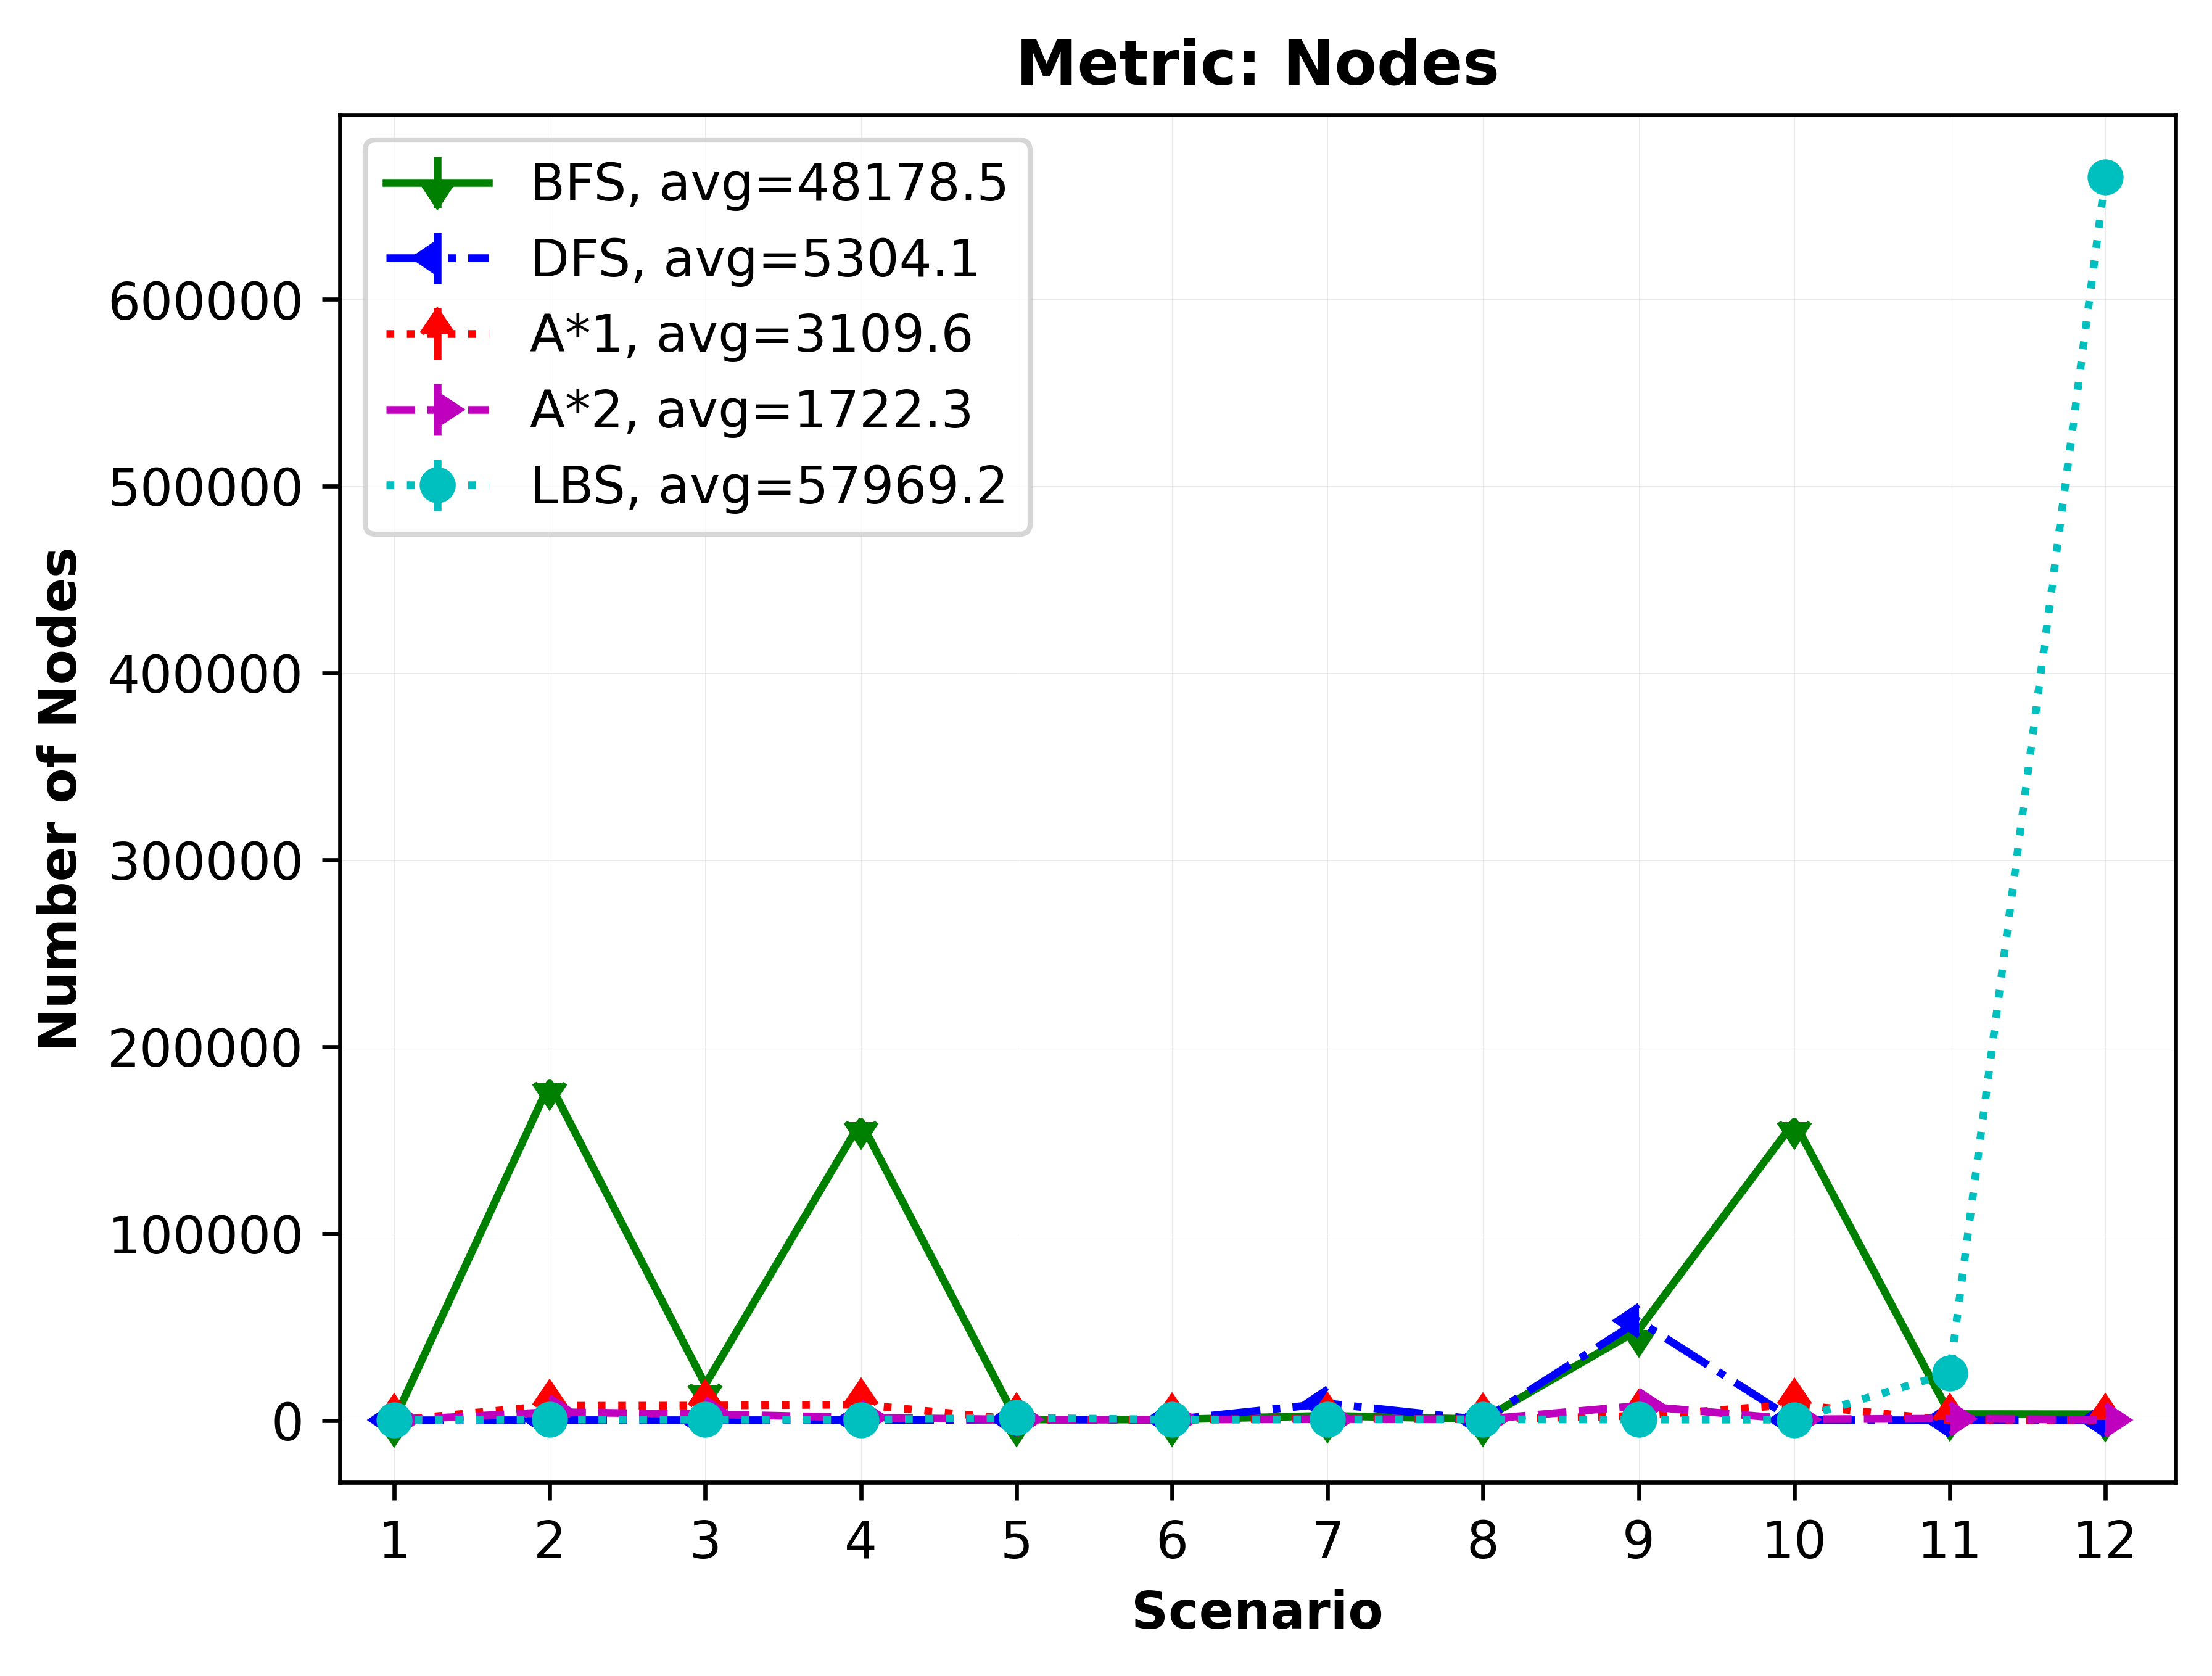 Metric: Nodes
BFS, avg=48178.5
DFS, avg=5304.1
A*1, avg=3109.6
A*2, avg=1722.3
LBS, avg=57969.2
Number of Nodes
600000
500000
400000
300000
200000
100000
0
1 2 3 4 5 6 7 8 9 10 11 12
Scenario